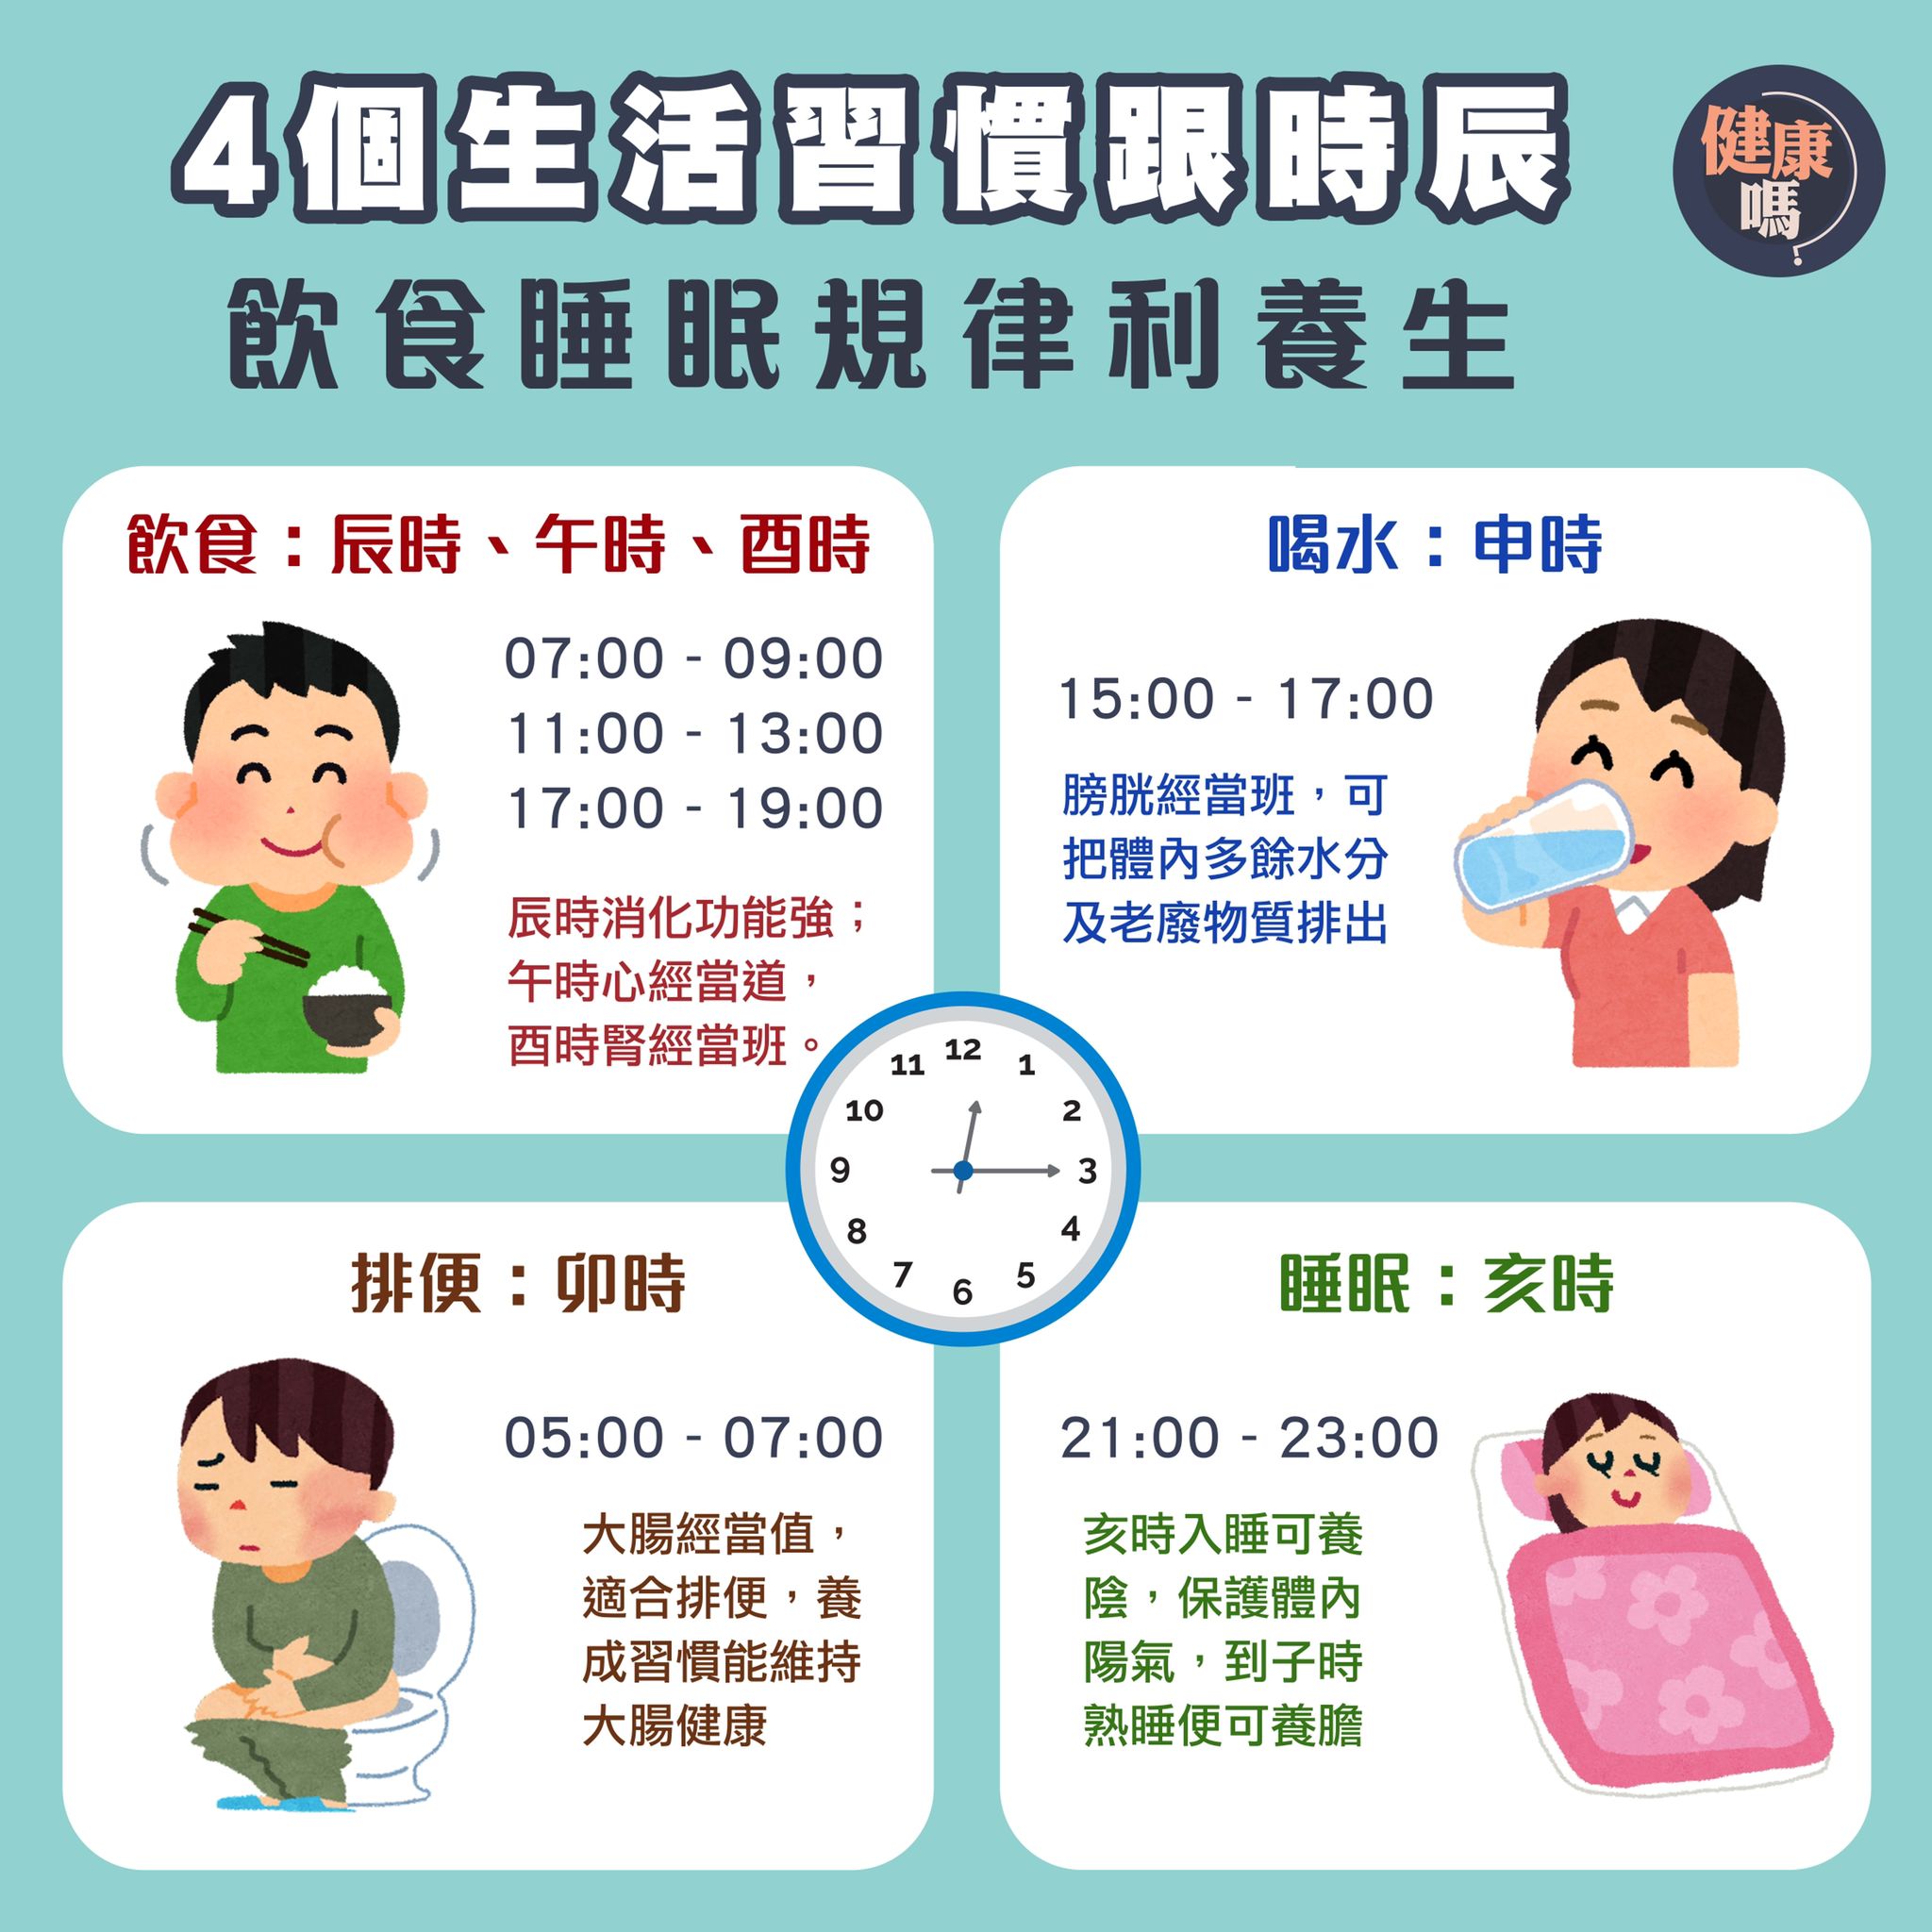 4個生活習慣跟時辰
健康
嗎?
飲食睡眠規律利養生
飲食：辰時、午時、酉時
07:00 - 09:00
11:00 - 13:00
17:00 - 19:00
辰時消化功能強；
午時心經當道，
酉時腎經當班。
喝水：申時
15:00 - 17:00
膀胱經當班，可
把體內多餘水分
及老廢物質排出
12
1
2
3
4
5
6
7
8
9
10
11
排便：卯時
05:00 - 07:00
大腸經當值，
適合排便，養
成習慣能維持
大腸健康
睡眠：亥時
21:00 - 23:00
亥時入睡可養
陰，保護體內
陽氣，到子時
熟睡便可養膽